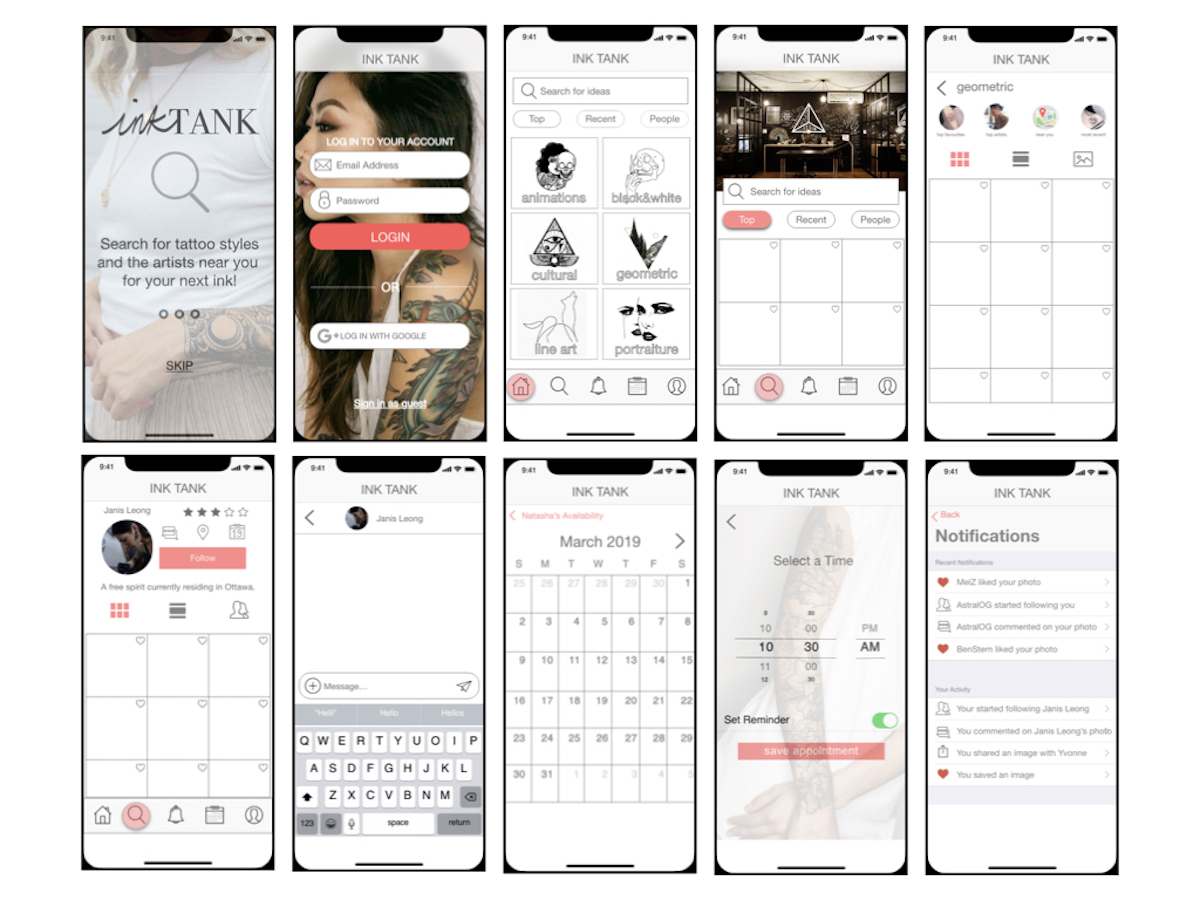 9:41
inkTANK
Search for tattoo styles
and the artists near you
for your next ink!
SKIP
9:41
INK TANK
LOG IN TO YOUR ACCOUNT
Email Address
Password
LOGIN
OR
G+ LOG IN WITH GOOGLE
Sign in as guest
9:41
INK TANK
Search for ideas
Top Recent People
animations black&white
cultural geometric
line art portraiture
9:41
INK TANK
Search for ideas
Top Recent People
9:41
INK TANK
geometric
top favourites top artists near you most recent
9:41
INK TANK
Janis Leong
19
Follow
A free spirit currently residing in Ottawa.
9:41
INK TANK
Janis Leong
Message....
"Helli" Hello Hellos
Q W E R T Y U O I P
A S D F G H J K L
Z X C V B N M
123 space return
9:41
INK TANK
Natasha's Availability
March 2019
S M T W T F S
25 26 27 28 29 30 1
2 3 4 5 6 7 8
9 10 11 12 13 14 15
16 17 18 19 20 21 22
23 24 25 26 27 28 29
30 31 1 2 3 4 5
9:41
INK TANK
Select a Time
9 30
10 00 PM
10 30 AM
11 00
12 30
Set Reminder
save appointment
9:41
INK TANK
Back
Notifications
Recent Notifications
MelZ liked your photo
AstralOG started following you
AstralOG commented on your photo
BenStern liked your photo
Your Activity
Your started following Janis Leong
You commented on Janis Leong's photo
You shared an image with Yvonne
You saved an image